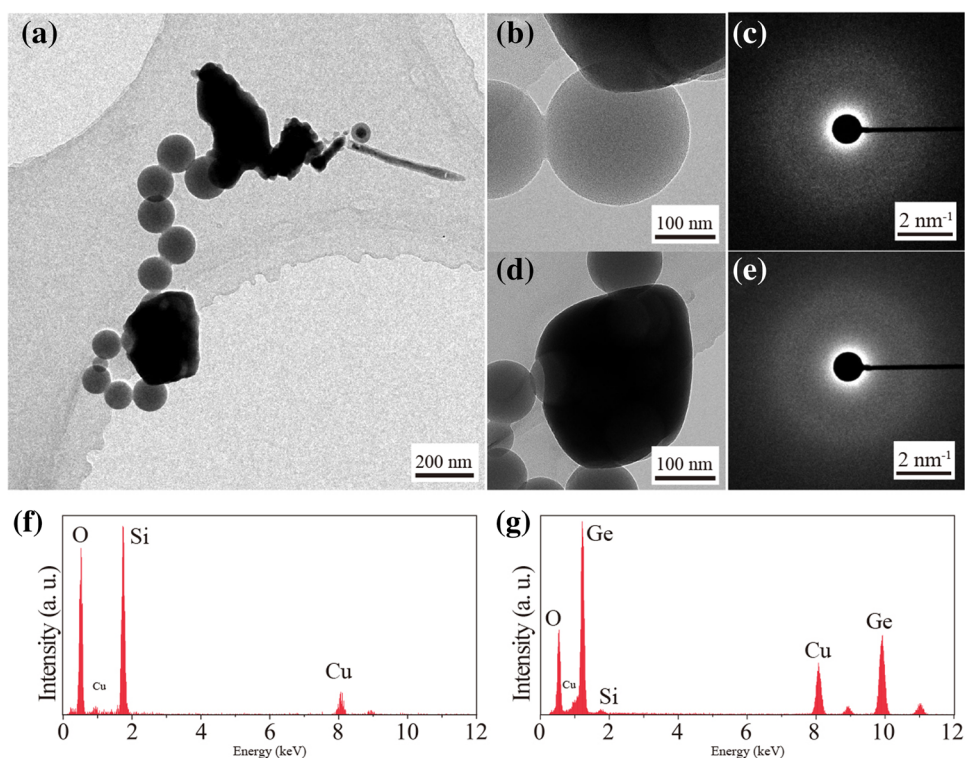 (a)
200 nm
(b)
100 nm
(c)
2 nm⁻¹
(d)
100 nm
(e)
2 nm⁻¹
(f)
O
Si
Cu
Cu
Intensity (a. u.)
0 2 4 6 8 10 12
Energy (keV)
(g)
Ge
O
Cu
Si
Cu
Ge
Intensity (a. u.)
0 2 4 6 8 10 12
Energy (keV)